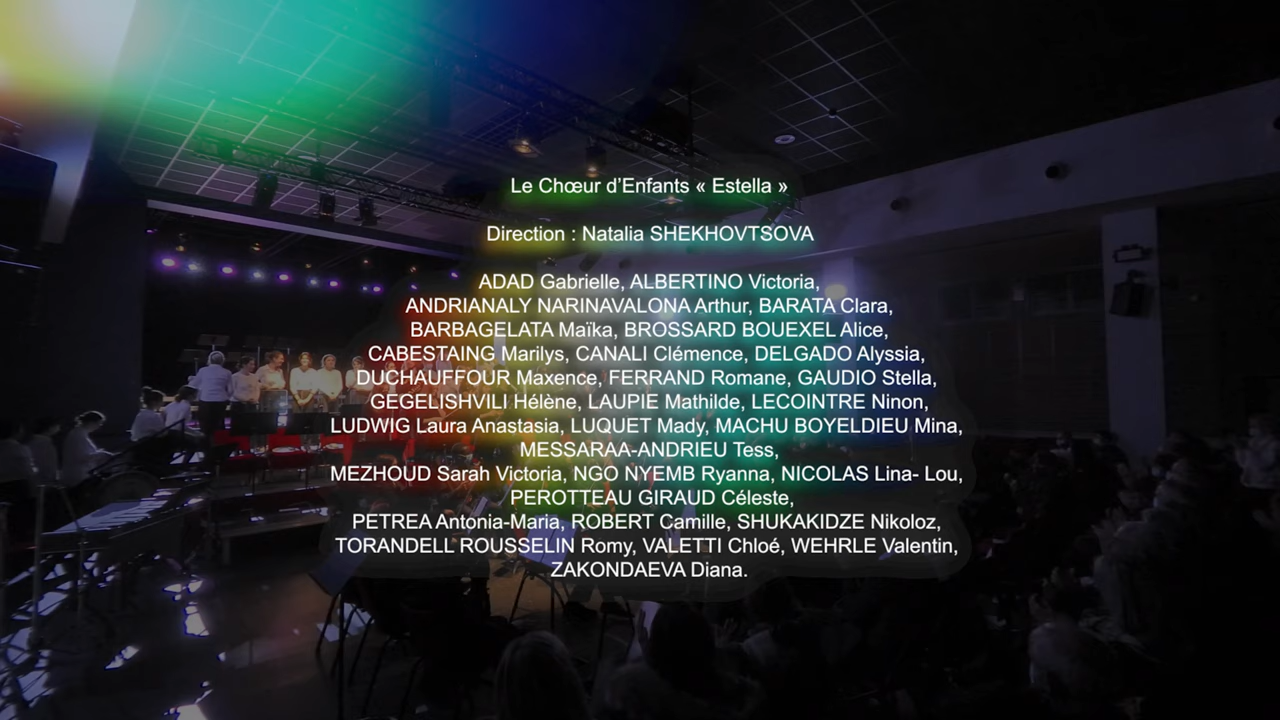 Le Chœur d’Enfants « Estella »
Direction : Natalia SHEKHOVTSOVA
ADAD Gabrielle, ALBERTINO Victoria,
ANDRIANALY NARINAVALONA Arthur, BARATA Clara,
BARBAGELATA Maïka, BROSSARD BOUEXEL Alice,
CABESTAING Marilys, CANALI Clémence, DELGADO Alyssia,
DUCHAUFFOUR Maxence, FERRAND Romane, GAUDIO Stella,
GEGELISHVILI Hélène, LAUPIE Mathilde, LECOINTRE Ninon,
LUDWIG Laura Anastasia, LUQUET Mady, MACHU BOYELDIEU Mina,
MESSARAA-ANDRIEU Tess,
MEZHOUD Sarah Victoria, NGO NYEMB Ryanna, NICOLAS Lina- Lou,
PEROTTEAU GIRAUD Céleste,
PETREA Antonia-Maria, ROBERT Camille, SHUKAKIDZE Nikoloz,
TORANDELL ROUSSELIN Romy, VALETTI Chloé, WEHRLE Valentin,
ZAKONDAEVA Diana.